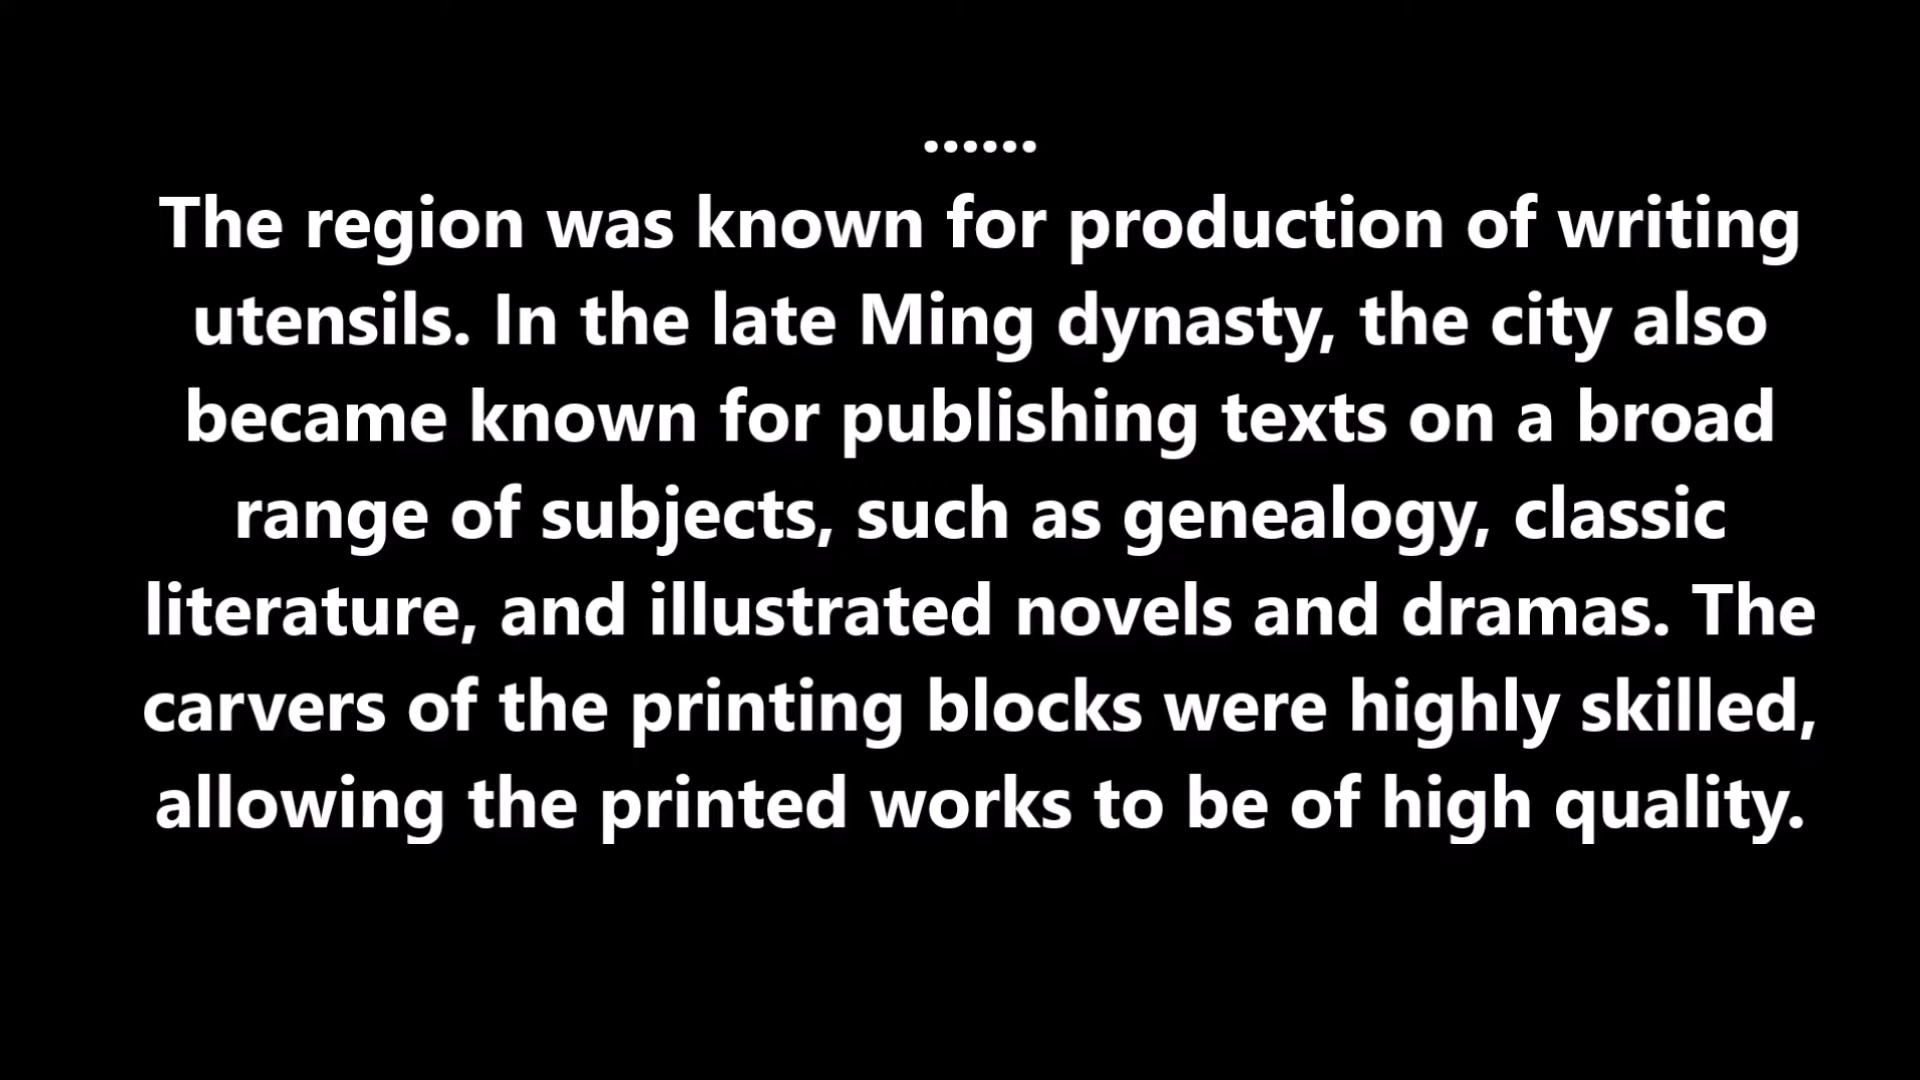 ......
The region was known for production of writing
utensils. In the late Ming dynasty, the city also
became known for publishing texts on a broad
range of subjects, such as genealogy, classic
literature, and illustrated novels and dramas. The
carvers of the printing blocks were highly skilled,
allowing the printed works to be of high quality.